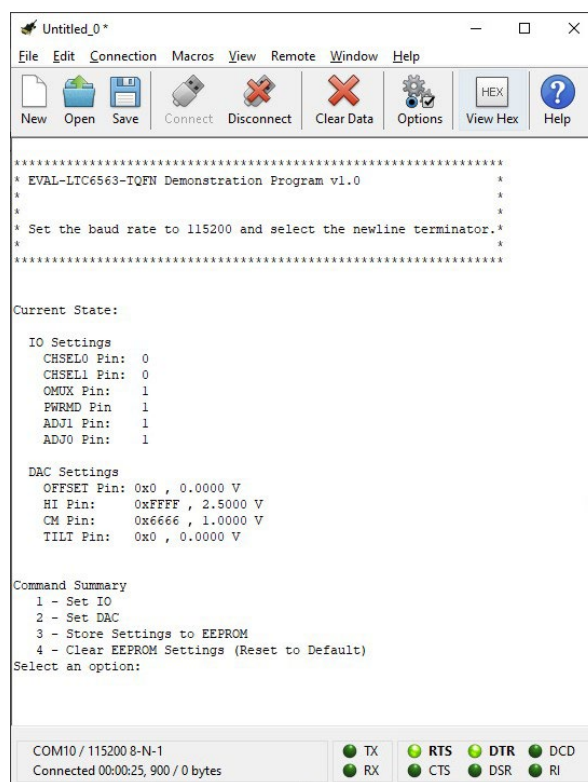 Untitled_0 *
File Edit Connection Macros View Remote Window Help
New Open Save Connect Disconnect Clear Data Options HEX View Hex ? Help
******************************************************************
* EVAL-LTC6563-TQFN Demonstration Program v1.0 *
* *
* *
* Set the baud rate to 115200 and select the newline terminator.*
* *
******************************************************************
Current State:
IO Settings
CHSEL0 Pin: 0
CHSEL1 Pin: 0
OMUX Pin: 1
PWRMD Pin 1
ADJ1 Pin: 1
ADJ0 Pin: 1
DAC Settings
OFFSET Pin: 0x0 , 0.0000 V
HI Pin: 0xFFFF , 2.5000 V
CM Pin: 0x6666 , 1.0000 V
TILT Pin: 0x0 , 0.0000 V
Command Summary
1 - Set IO
2 - Set DAC
3 - Store Settings to EEPROM
4 - Clear EEPROM Settings (Reset to Default)
Select an option:
COM10 / 115200 8-N-1 TX RTS DTR DCD
Connected 00:00:25, 900 / 0 bytes RX CTS DSR RI